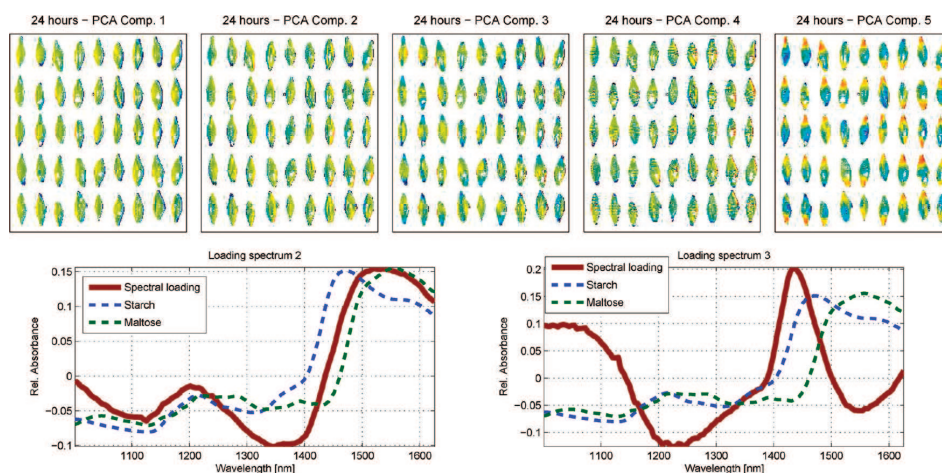 24 hours – PCA Comp. 1
24 hours – PCA Comp. 2
24 hours – PCA Comp. 3
24 hours – PCA Comp. 4
24 hours – PCA Comp. 5
Loading spectrum 2
Rel. Absorbance
0.15
0.1
0.05
0
−0.05
−0.1
Spectral loading
Starch
Maltose
1000
1100
1200
1300
1400
1500
1600
Wavelength [nm]
Loading spectrum 3
Rel. Absorbance
0.2
0.15
0.1
0.05
0
−0.05
−0.1
Spectral loading
Starch
Maltose
1000
1100
1200
1300
1400
1500
1600
Wavelength [nm]